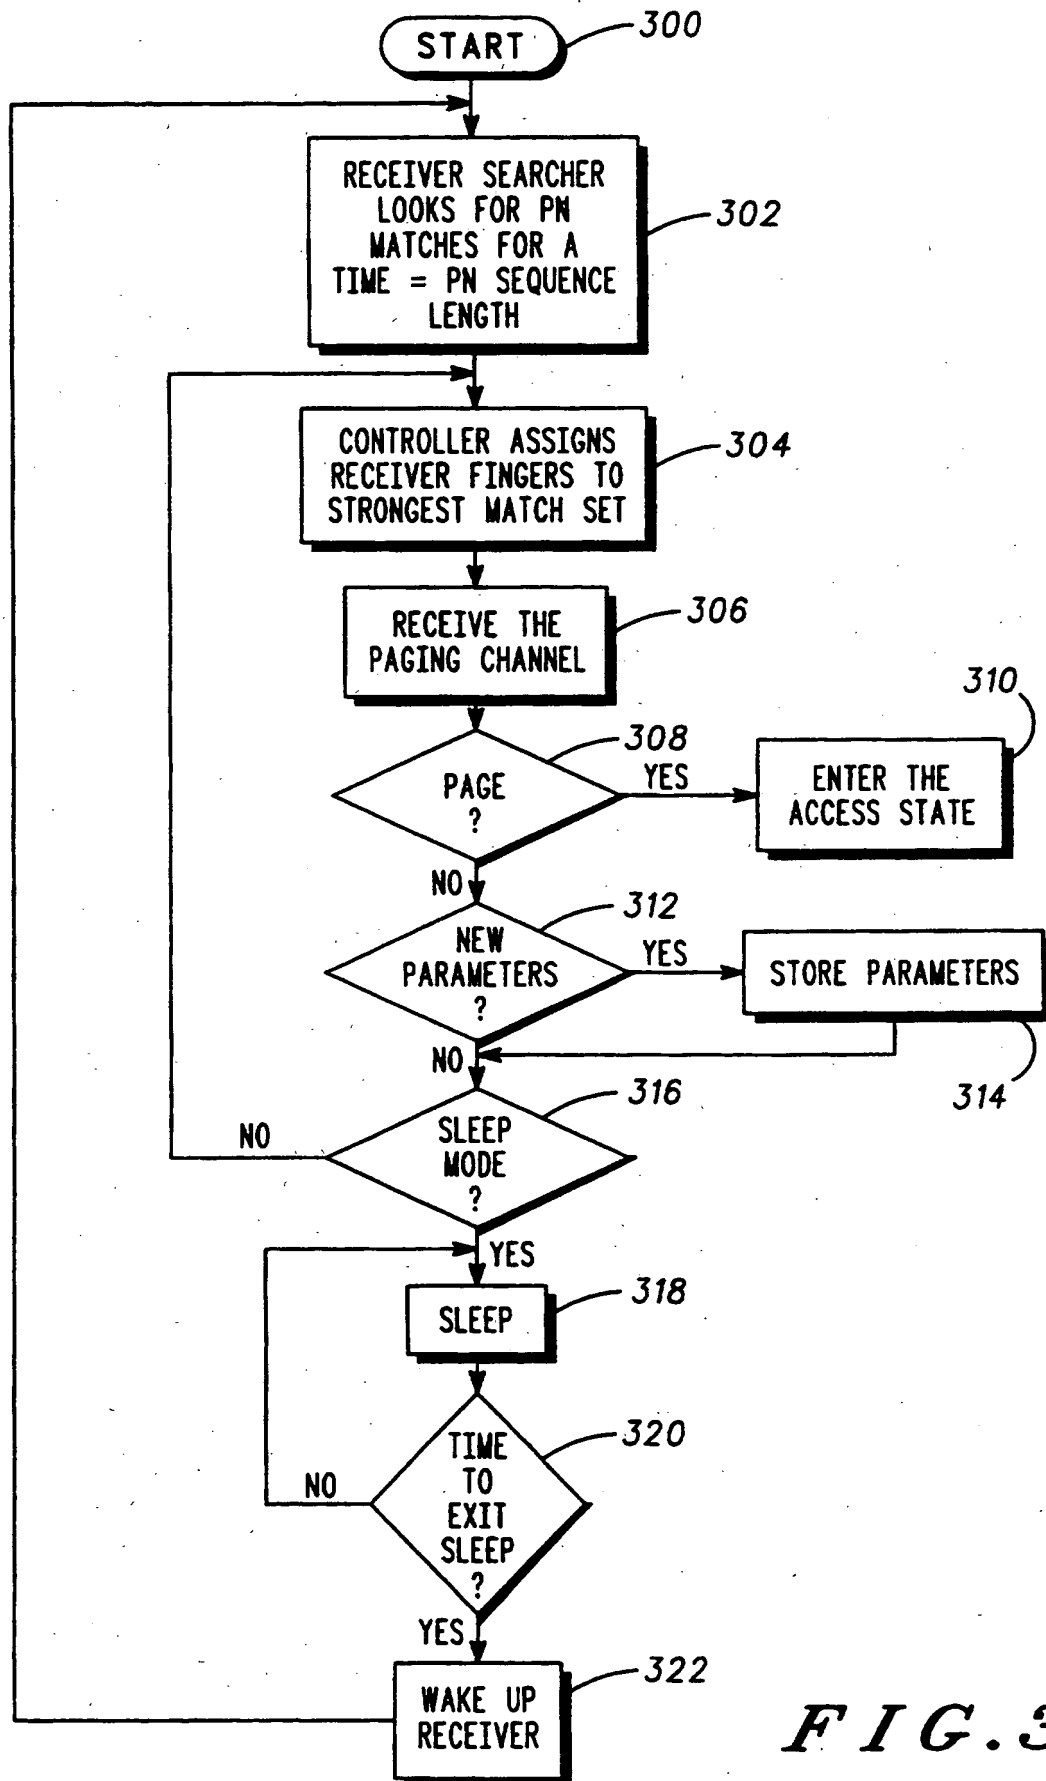 START
300
RECEIVER SEARCHER
LOOKS FOR PN
MATCHES FOR A
TIME = PN SEQUENCE
LENGTH
302
CONTROLLER ASSIGNS
RECEIVER FINGERS TO
STRONGEST MATCH SET
304
RECEIVE THE
PAGING CHANNEL
306
PAGE
?
308
YES
ENTER THE
ACCESS STATE
310
NO
NEW
PARAMETERS
?
312
YES
STORE PARAMETERS
314
NO
SLEEP
MODE
?
316
NO
YES
SLEEP
318
TIME
TO
EXIT
SLEEP
?
320
NO
YES
WAKE UP
RECEIVER
322
FIG.3